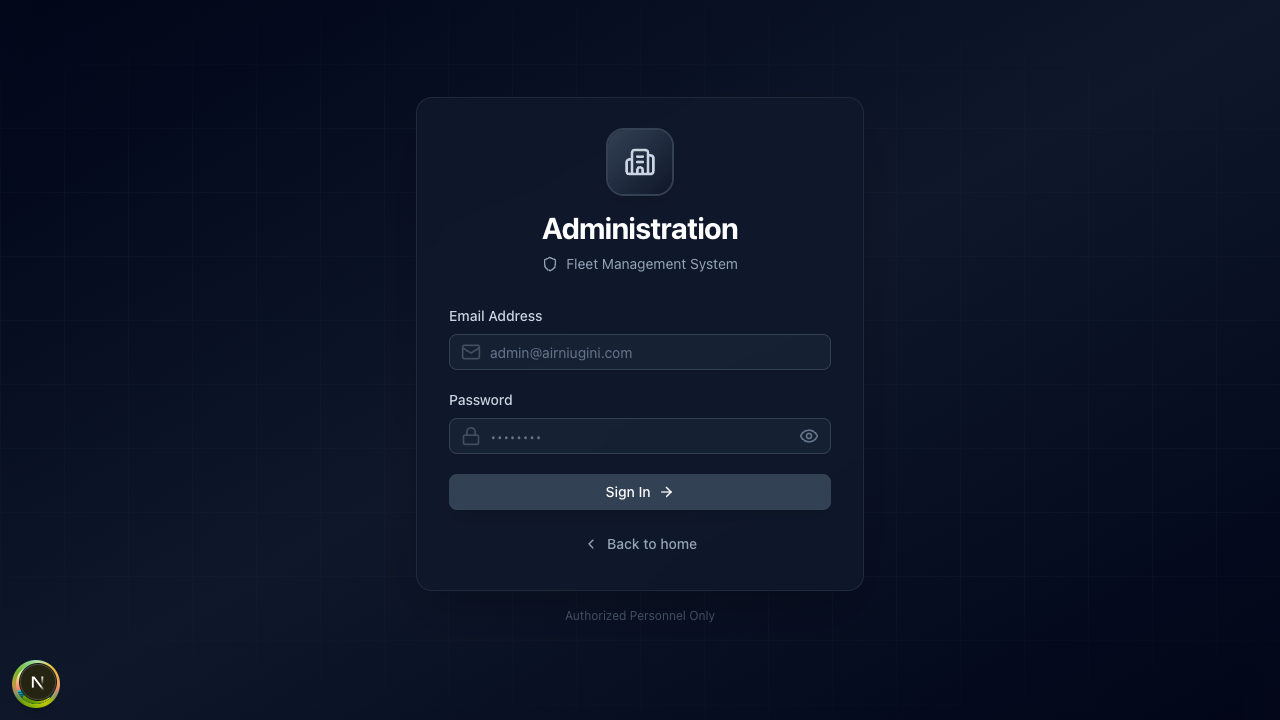 Administration
Fleet Management System
Email Address
admin@airniugini.com
Password
••••••••
Sign In
Back to home
Authorized Personnel Only
N